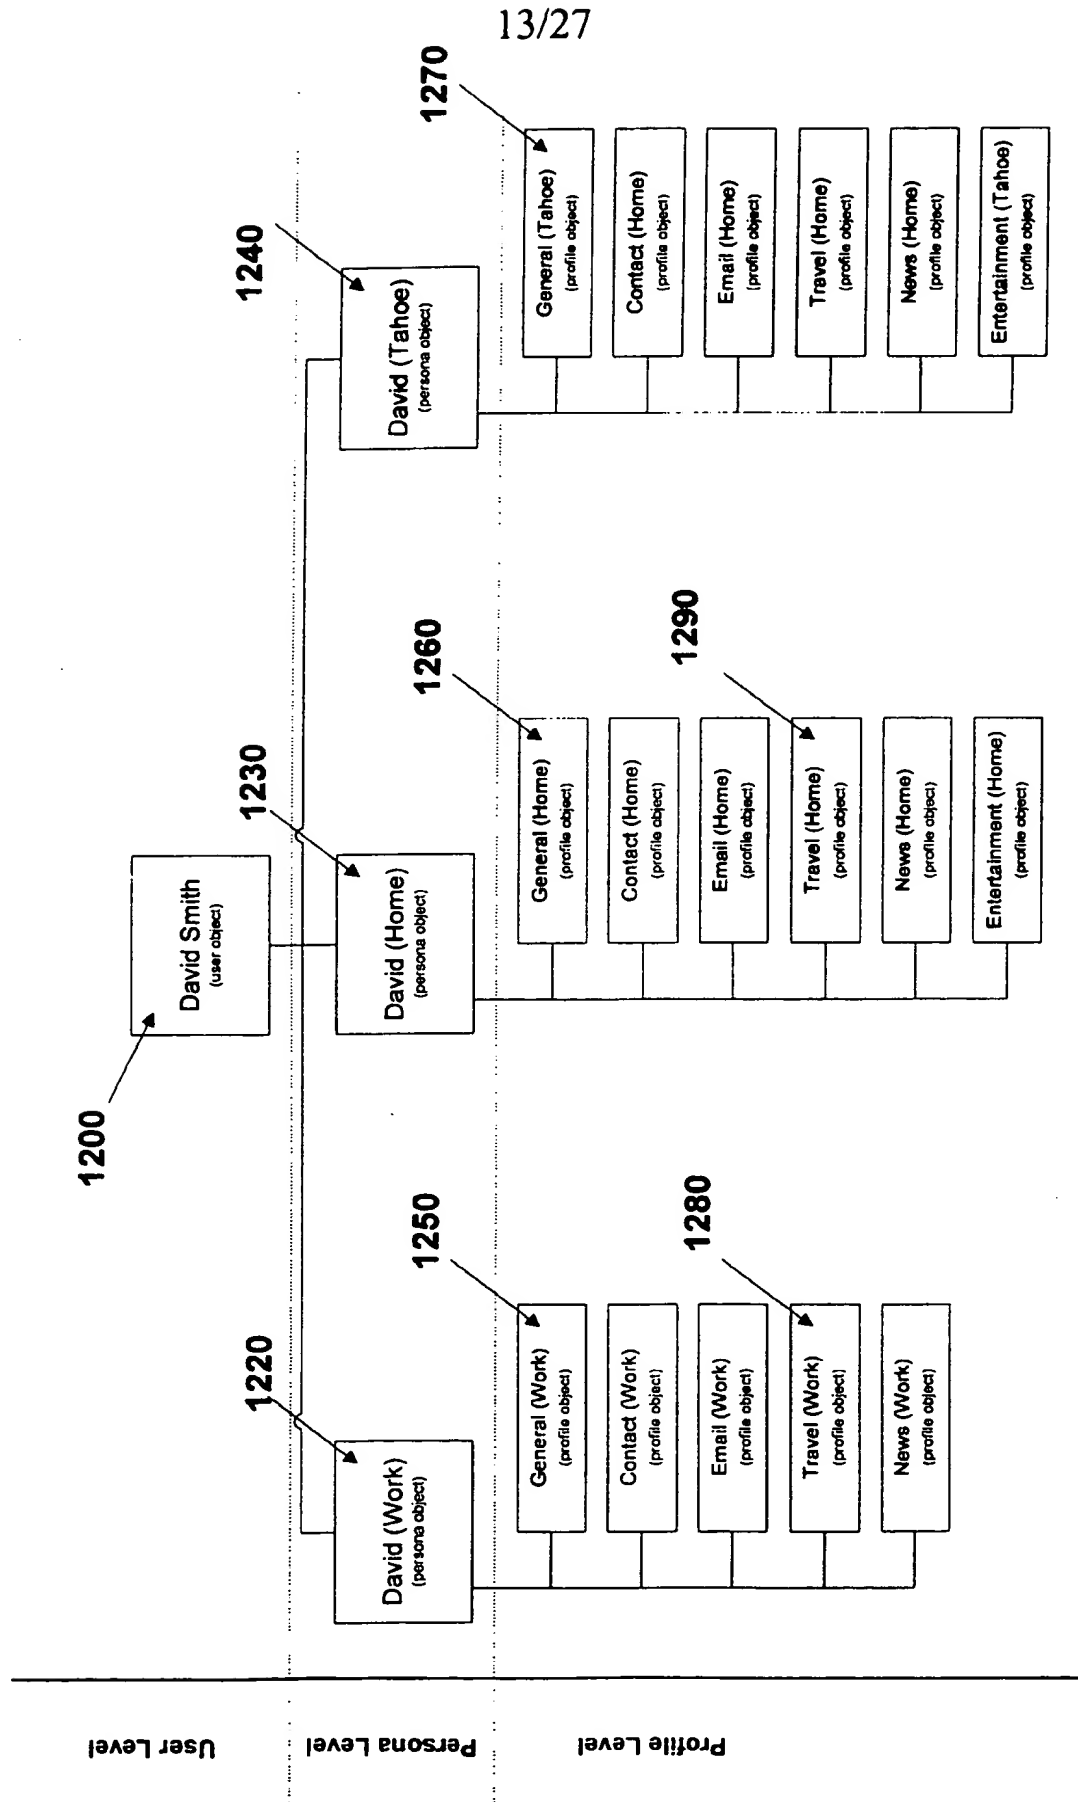 13/27
User Level
Persona Level
Profile Level
1200
David Smith
(user object)
1220
David (Work)
(persona object)
1230
David (Home)
(persona object)
1240
David (Tahoe)
(persona object)
1250
General (Work)
(profile object)
Contact (Work)
(profile object)
Email (Work)
(profile object)
1280
Travel (Work)
(profile object)
News (Work)
(profile object)
1260
General (Home)
(profile object)
Contact (Home)
(profile object)
Email (Home)
(profile object)
1290
Travel (Home)
(profile object)
News (Home)
(profile object)
Entertainment (Home)
(profile object)
1270
General (Tahoe)
(profile object)
Contact (Home)
(profile object)
Email (Home)
(profile object)
Travel (Home)
(profile object)
News (Home)
(profile object)
Entertainment (Tahoe)
(profile object)